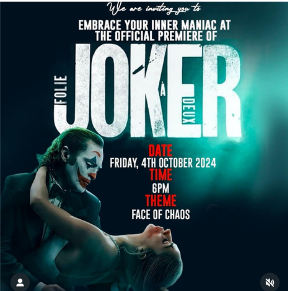 We are inviting you to
EMBRACE YOUR INNER MANIAC AT
THE OFFICIAL PREMIERE OF
JOKER
FOLIE
À
DEUX
DATE
FRIDAY, 4TH OCTOBER 2024
TIME
6PM
THEME
FACE OF CHAOS